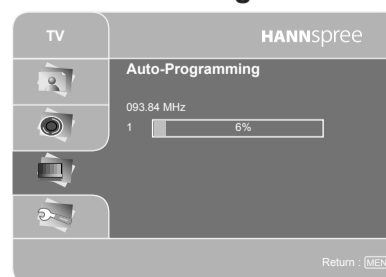 TV
HANNspree
Auto-Programming
093.84 MHz
1 6%
Return :